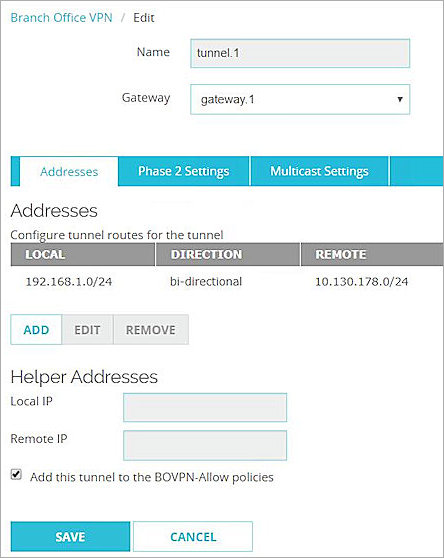 Branch Office VPN / Edit
Name tunnel.1
Gateway gateway.1
Addresses Phase 2 Settings Multicast Settings
Addresses
Configure tunnel routes for the tunnel
LOCAL DIRECTION REMOTE
192.168.1.0/24 bi-directional 10.130.178.0/24
ADD EDIT REMOVE
Helper Addresses
Local IP
Remote IP
Add this tunnel to the BOVPN-Allow policies
SAVE CANCEL